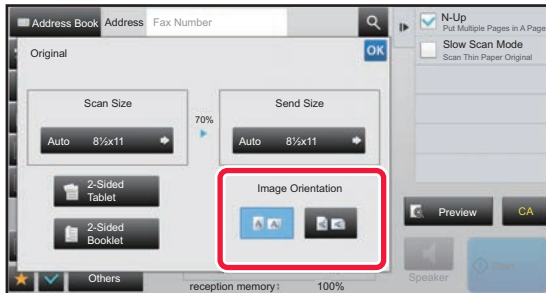 Address Book Address Fax Number
N-Up
Put Multiple Pages in A Page
Slow Scan Mode
Scan Thin Paper Original
Original
OK
Scan Size
70%
Send Size
Auto 8½x11
Auto 8½x11
2-Sided
Tablet
2-Sided
Booklet
Image Orientation
Preview
CA
Others
reception memory: 100%
Speaker
Start